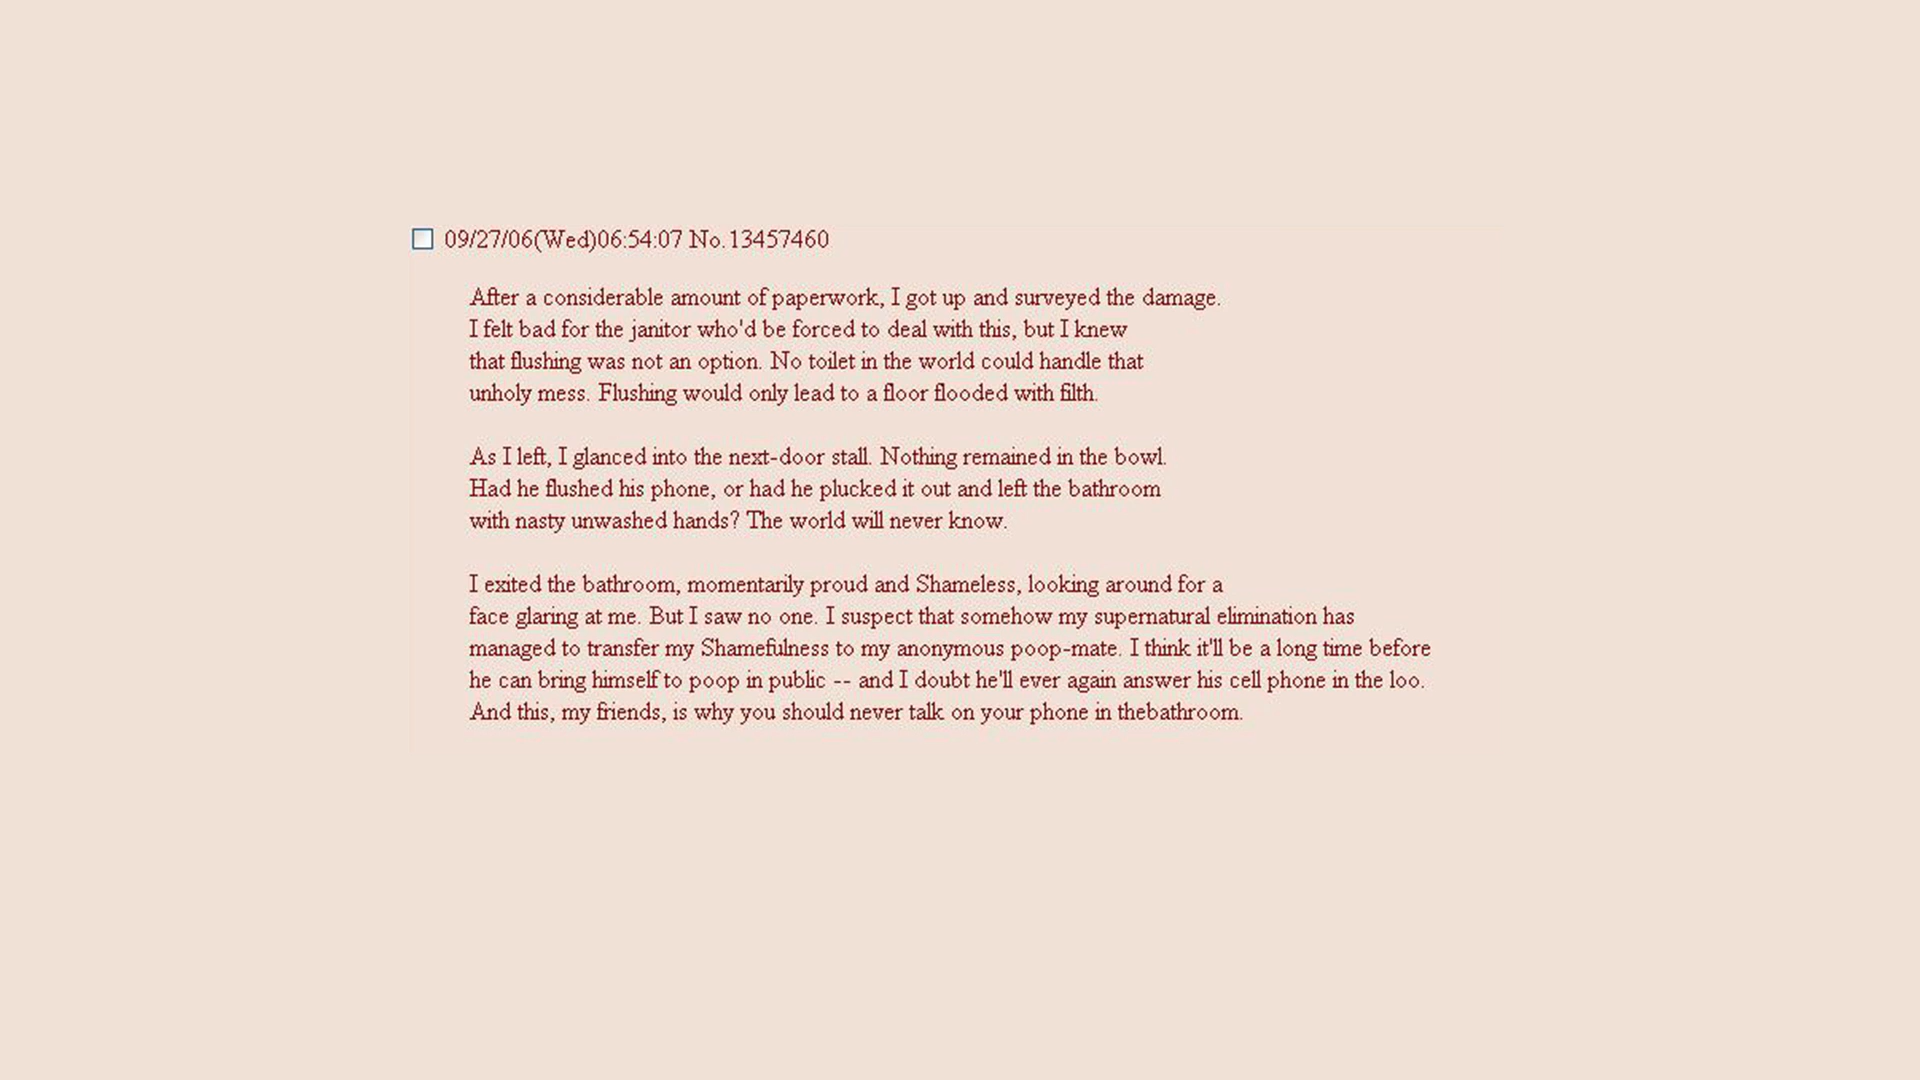 09/27/06(Wed)06:54:07 No.13457460
After a considerable amount of paperwork, I got up and surveyed the damage.
I felt bad for the janitor who'd be forced to deal with this, but I knew
that flushing was not an option. No toilet in the world could handle that
unholy mess. Flushing would only lead to a floor flooded with filth.
As I left, I glanced into the next-door stall. Nothing remained in the bowl.
Had he flushed his phone, or had he plucked it out and left the bathroom
with nasty unwashed hands? The world will never know.
I exited the bathroom, momentarily proud and Shameless, looking around for a
face glaring at me. But I saw no one. I suspect that somehow my supernatural elimination has
managed to transfer my Shamefulness to my anonymous poop-mate. I think it'll be a long time before
he can bring himself to poop in public -- and I doubt he'll ever again answer his cell phone in the loo.
And this, my friends, is why you should never talk on your phone in thebathroom.